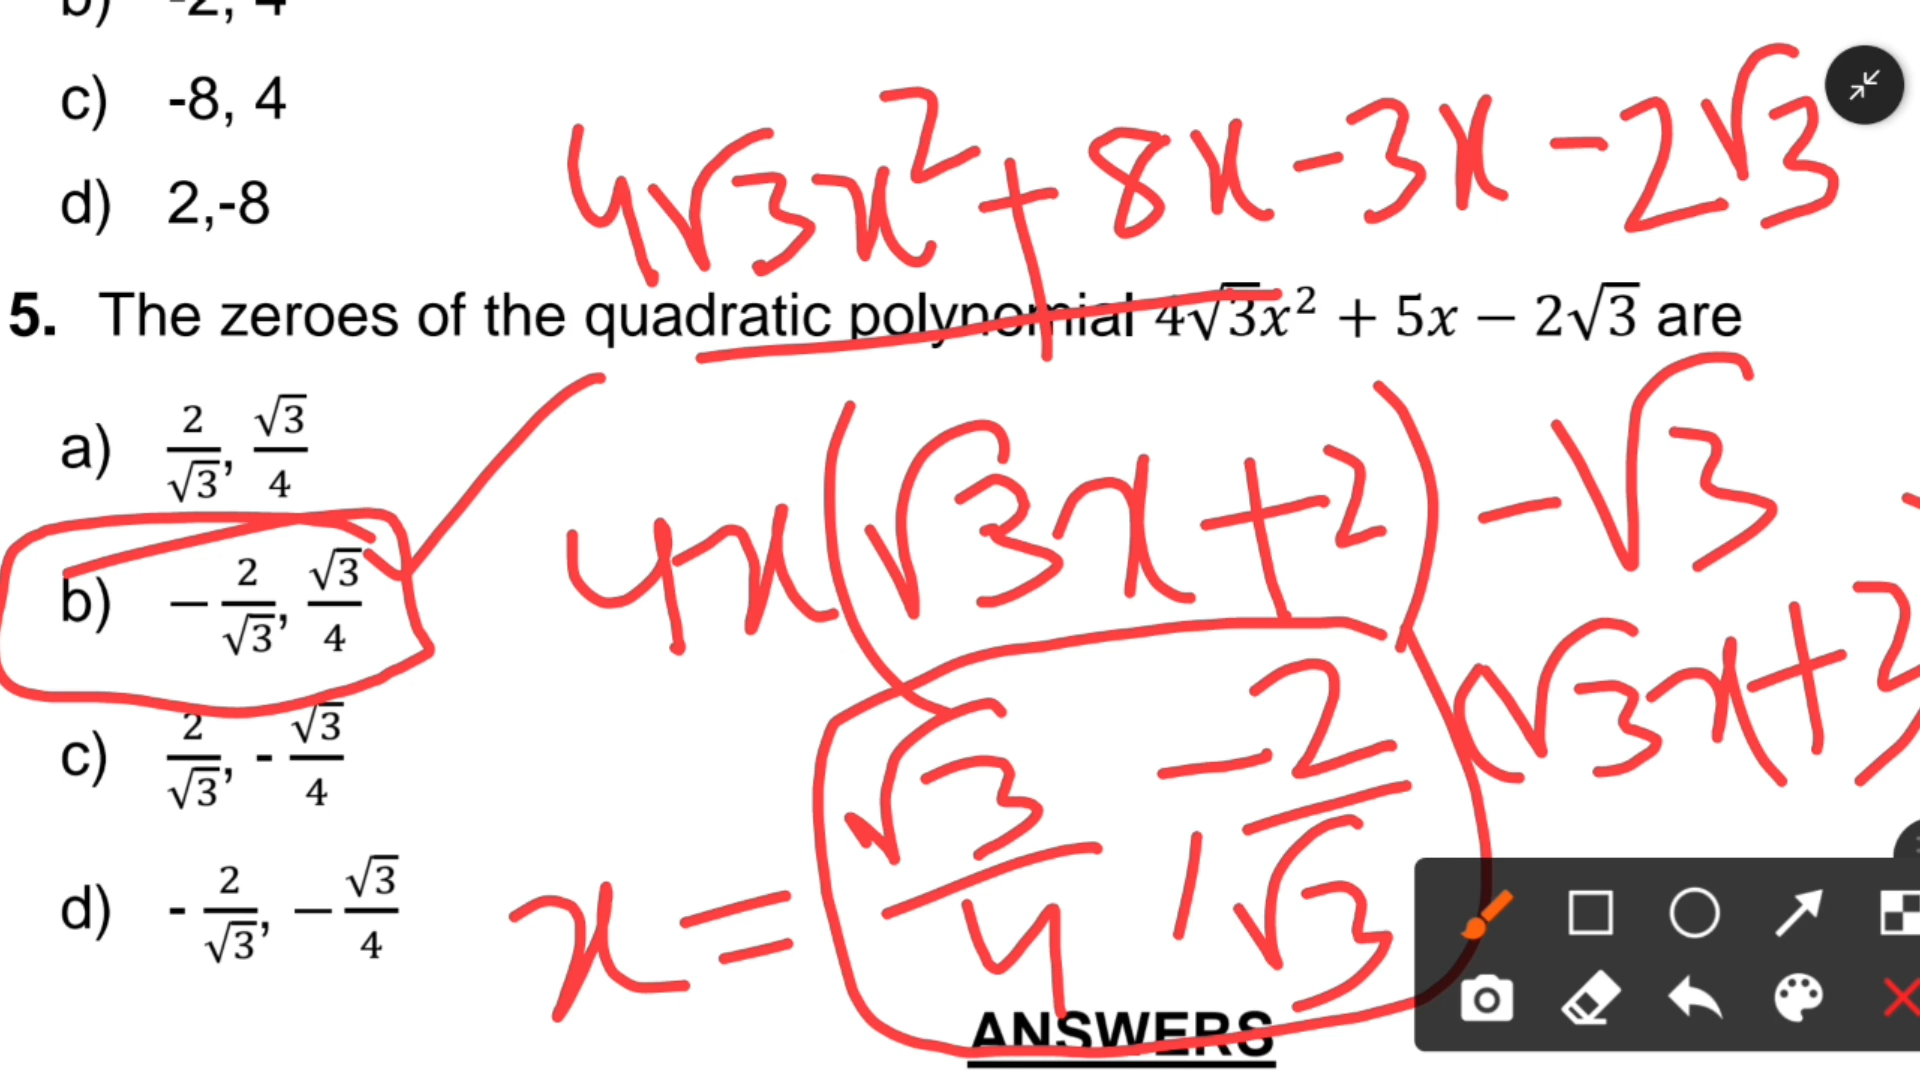 b) -2, 4
c) -8, 4
d) 2,-8
4√3x² + 8x - 3x - 2√3
5. The zeroes of the quadratic polynomial 4√3x² + 5x − 2√3 are
a) 2/√3, √3/4
b) − 2/√3, √3/4
c) 2/√3, - √3/4
d) - 2/√3, − √3/4
4x(√3x+2) - √3
(√3x+2)
x = √3/4, -2/√3
ANSWERS